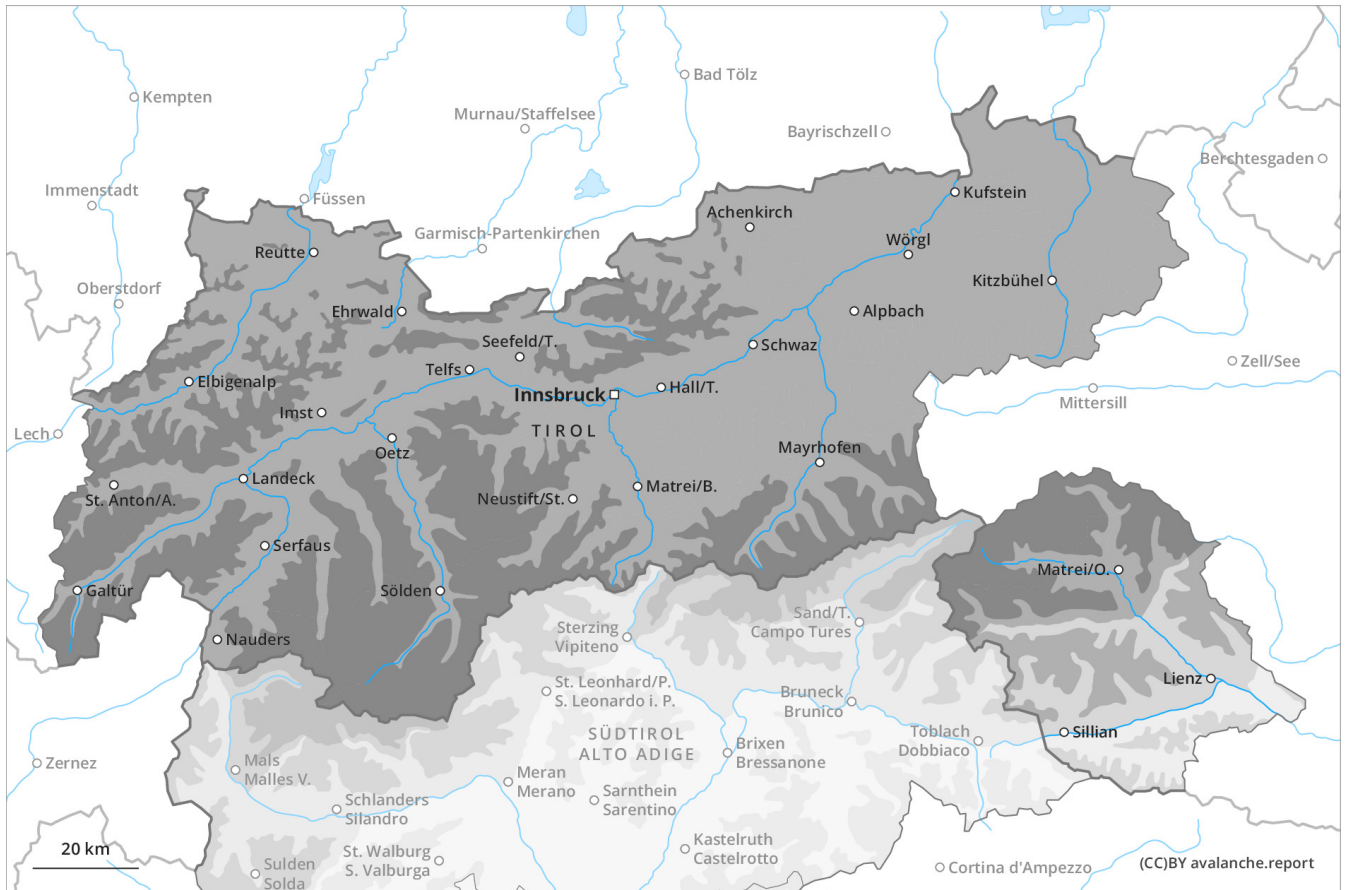 Kempten
Bad Tölz
Murnau/Staffelsee
Bayrischzell
Berchtesgaden
Immenstadt
Füssen
Kufstein
Achenkirch
Garmisch-Partenkirchen
Reutte
Wörgl
Oberstdorf
Kitzbühel
Ehrwald
Alpbach
Seefeld/T.
Schwaz
Zell/See
Telfs
Elbigenalp
Hall/T.
Innsbruck
Mittersill
Imst
Lech
TIROL
Oetz
Mayrhofen
Landeck
St. Anton/A.
Matrei/B.
Neustift/St.
Serfaus
Matrei/O.
Galtür
Sölden
Sand/T.
Campo Tures
Nauders
Sterzing
Vipiteno
Lienz
St. Leonhard/P.
S. Leonardo i. P.
Bruneck
Brunico
SÜDTIROL
ALTO ADIGE
Toblach
Dobbiaco
Sillian
Brixen
Bressanone
Zernez
Mals
Malles V.
Meran
Merano
Sarnthein
Sarentino
Schlanders
Silandro
20 km
St. Walburg
S. Valburga
Kastelruth
Castelrotto
Sulden
Solda
Cortina d'Ampezzo
(CC)BY avalanche.report